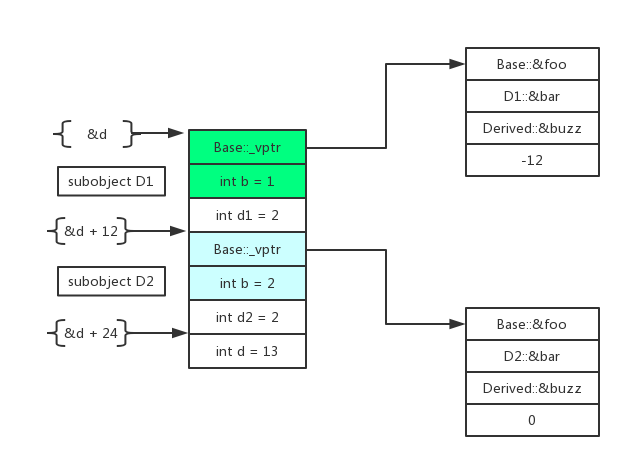 &d
subobject D1
&d + 12
subobject D2
&d + 24
Base::_vptr
int b = 1
int d1 = 2
Base::_vptr
int b = 2
int d2 = 2
int d = 13
Base::&foo
D1::&bar
Derived::&buzz
-12
Base::&foo
D2::&bar
Derived::&buzz
0